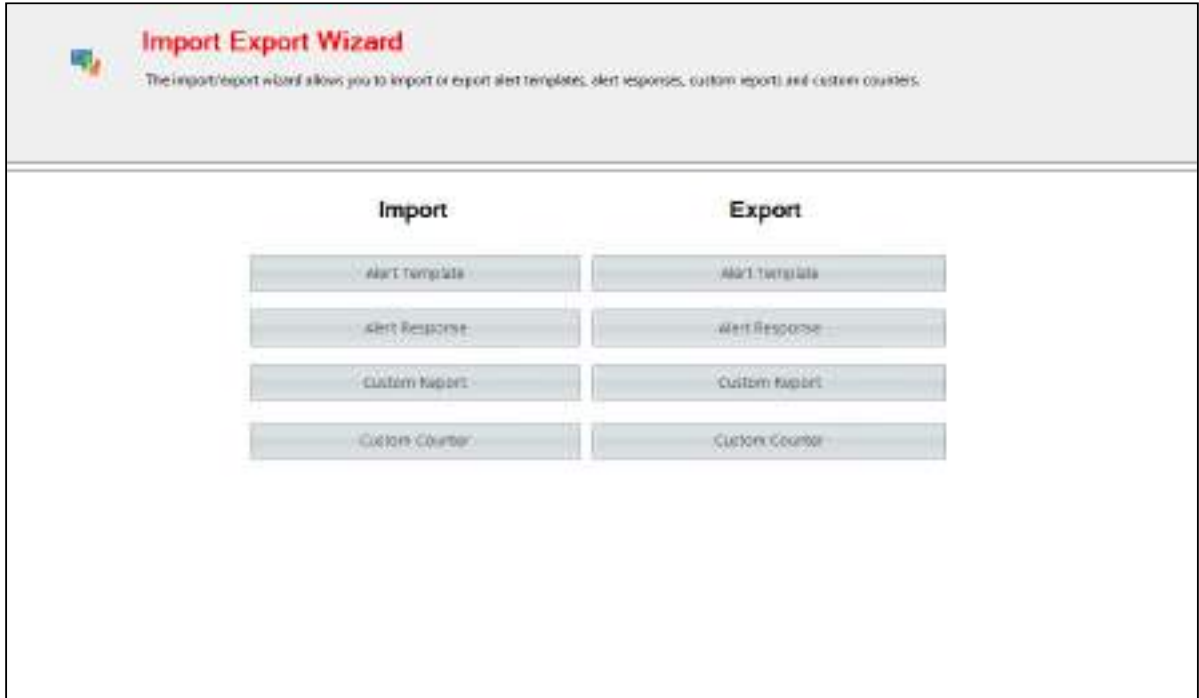 Import Export Wizard
The import/export wizard allows you to import or export alert templates, alert responses, custom reports and custom counters.
Import Export
Alert Template Alert Template
Alert Response Alert Response
Custom Report Custom Report
Custom Counter Custom Counter